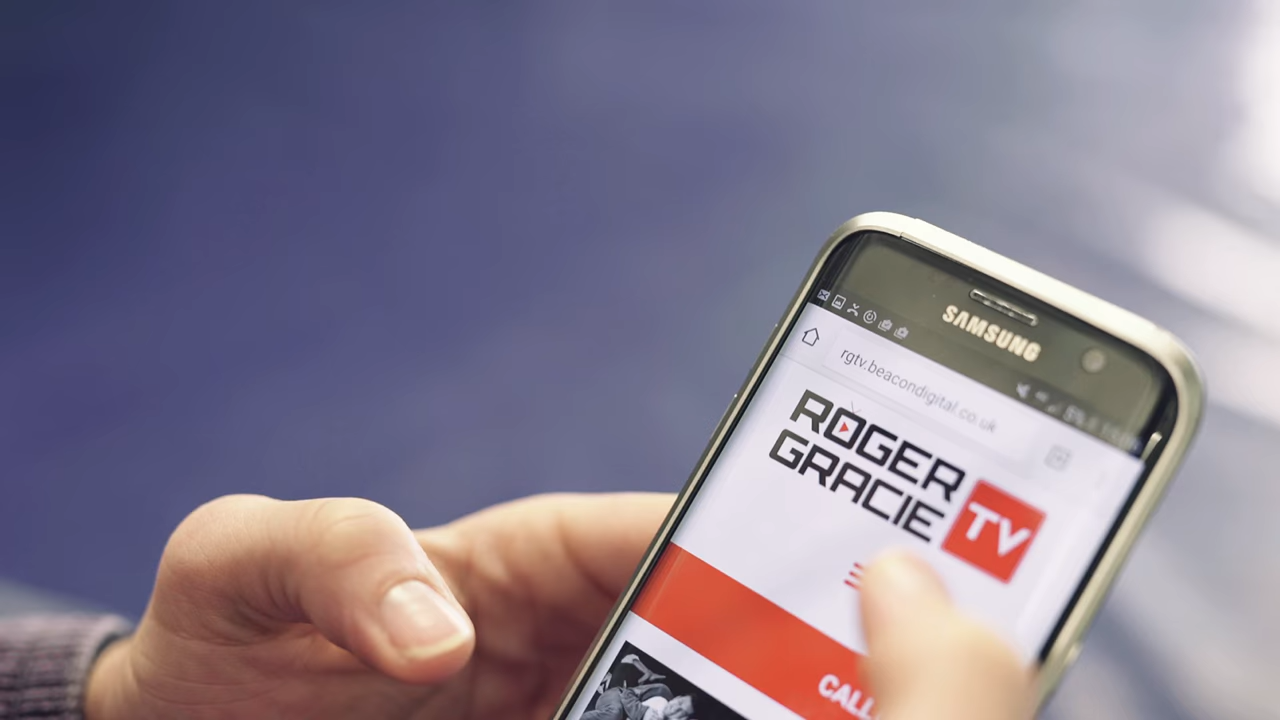 SAMSUNG
rgtv.beacondigital.co.uk
ROGER
GRACIE
TV
CALL